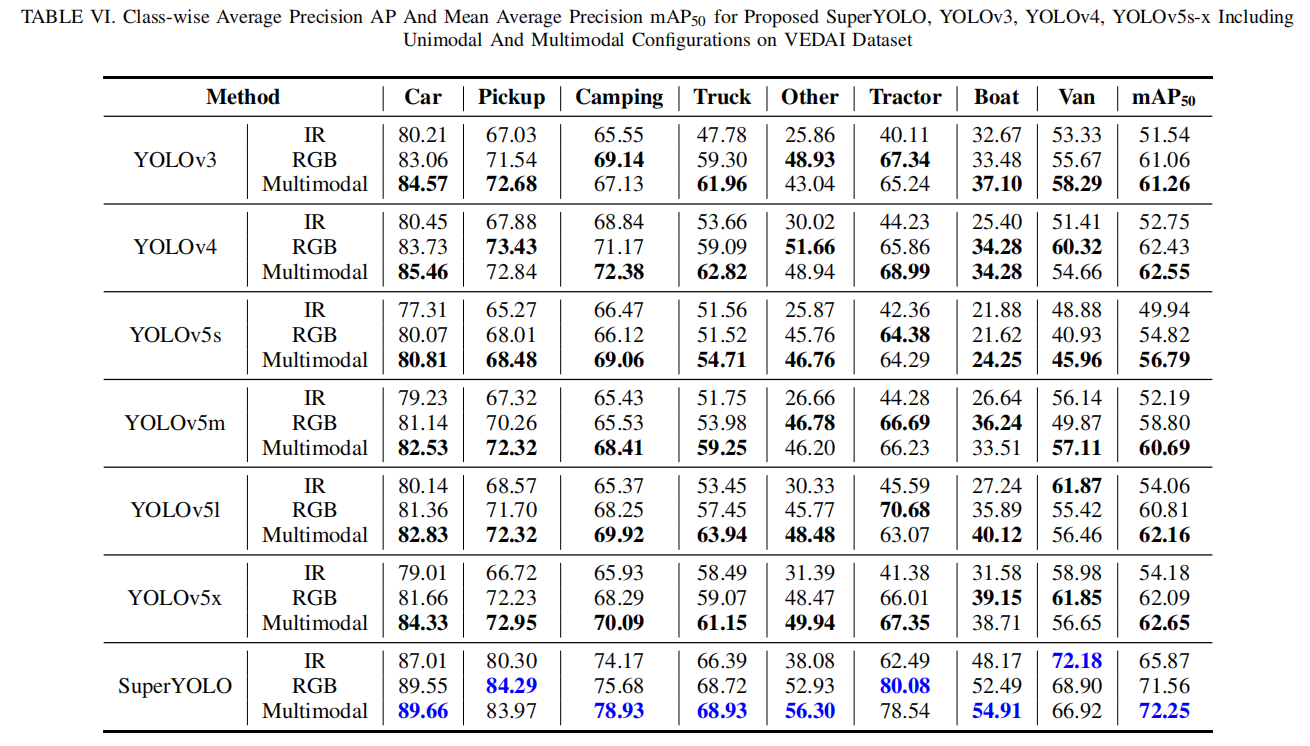 TABLE VI. Class-wise Average Precision AP And Mean Average Precision mAP50 for Proposed SuperYOLO, YOLOv3, YOLOv4, YOLOv5s-x Including
Unimodal And Multimodal Configurations on VEDAI Dataset
Method Car Pickup Camping Truck Other Tractor Boat Van mAP50
IR 80.21 67.03 65.55 47.78 25.86 40.11 32.67 53.33 51.54
YOLOv3 RGB 83.06 71.54 69.14 59.30 48.93 67.34 33.48 55.67 61.06
Multimodal 84.57 72.68 67.13 61.96 43.04 65.24 37.10 58.29 61.26
IR 80.45 67.88 68.84 53.66 30.02 44.23 25.40 51.41 52.75
YOLOv4 RGB 83.73 73.43 71.17 59.09 51.66 65.86 34.28 60.32 62.43
Multimodal 85.46 72.84 72.38 62.82 48.94 68.99 34.28 54.66 62.55
IR 77.31 65.27 66.47 51.56 25.87 42.36 21.88 48.88 49.94
YOLOv5s RGB 80.07 68.01 66.12 51.52 45.76 64.38 21.62 40.93 54.82
Multimodal 80.81 68.48 69.06 54.71 46.76 64.29 24.25 45.96 56.79
IR 79.23 67.32 65.43 51.75 26.66 44.28 26.64 56.14 52.19
YOLOv5m RGB 81.14 70.26 65.53 53.98 46.78 66.69 36.24 49.87 58.80
Multimodal 82.53 72.32 68.41 59.25 46.20 66.23 33.51 57.11 60.69
IR 80.14 68.57 65.37 53.45 30.33 45.59 27.24 61.87 54.06
YOLOv5l RGB 81.36 71.70 68.25 57.45 45.77 70.68 35.89 55.42 60.81
Multimodal 82.83 72.32 69.92 63.94 48.48 63.07 40.12 56.46 62.16
IR 79.01 66.72 65.93 58.49 31.39 41.38 31.58 58.98 54.18
YOLOv5x RGB 81.66 72.23 68.29 59.07 48.47 66.01 39.15 61.85 62.09
Multimodal 84.33 72.95 70.09 61.15 49.94 67.35 38.71 56.65 62.65
IR 87.01 80.30 74.17 66.39 38.08 62.49 48.17 72.18 65.87
SuperYOLO RGB 89.55 84.29 75.68 68.72 52.93 80.08 52.49 68.90 71.56
Multimodal 89.66 83.97 78.93 68.93 56.30 78.54 54.91 66.92 72.25